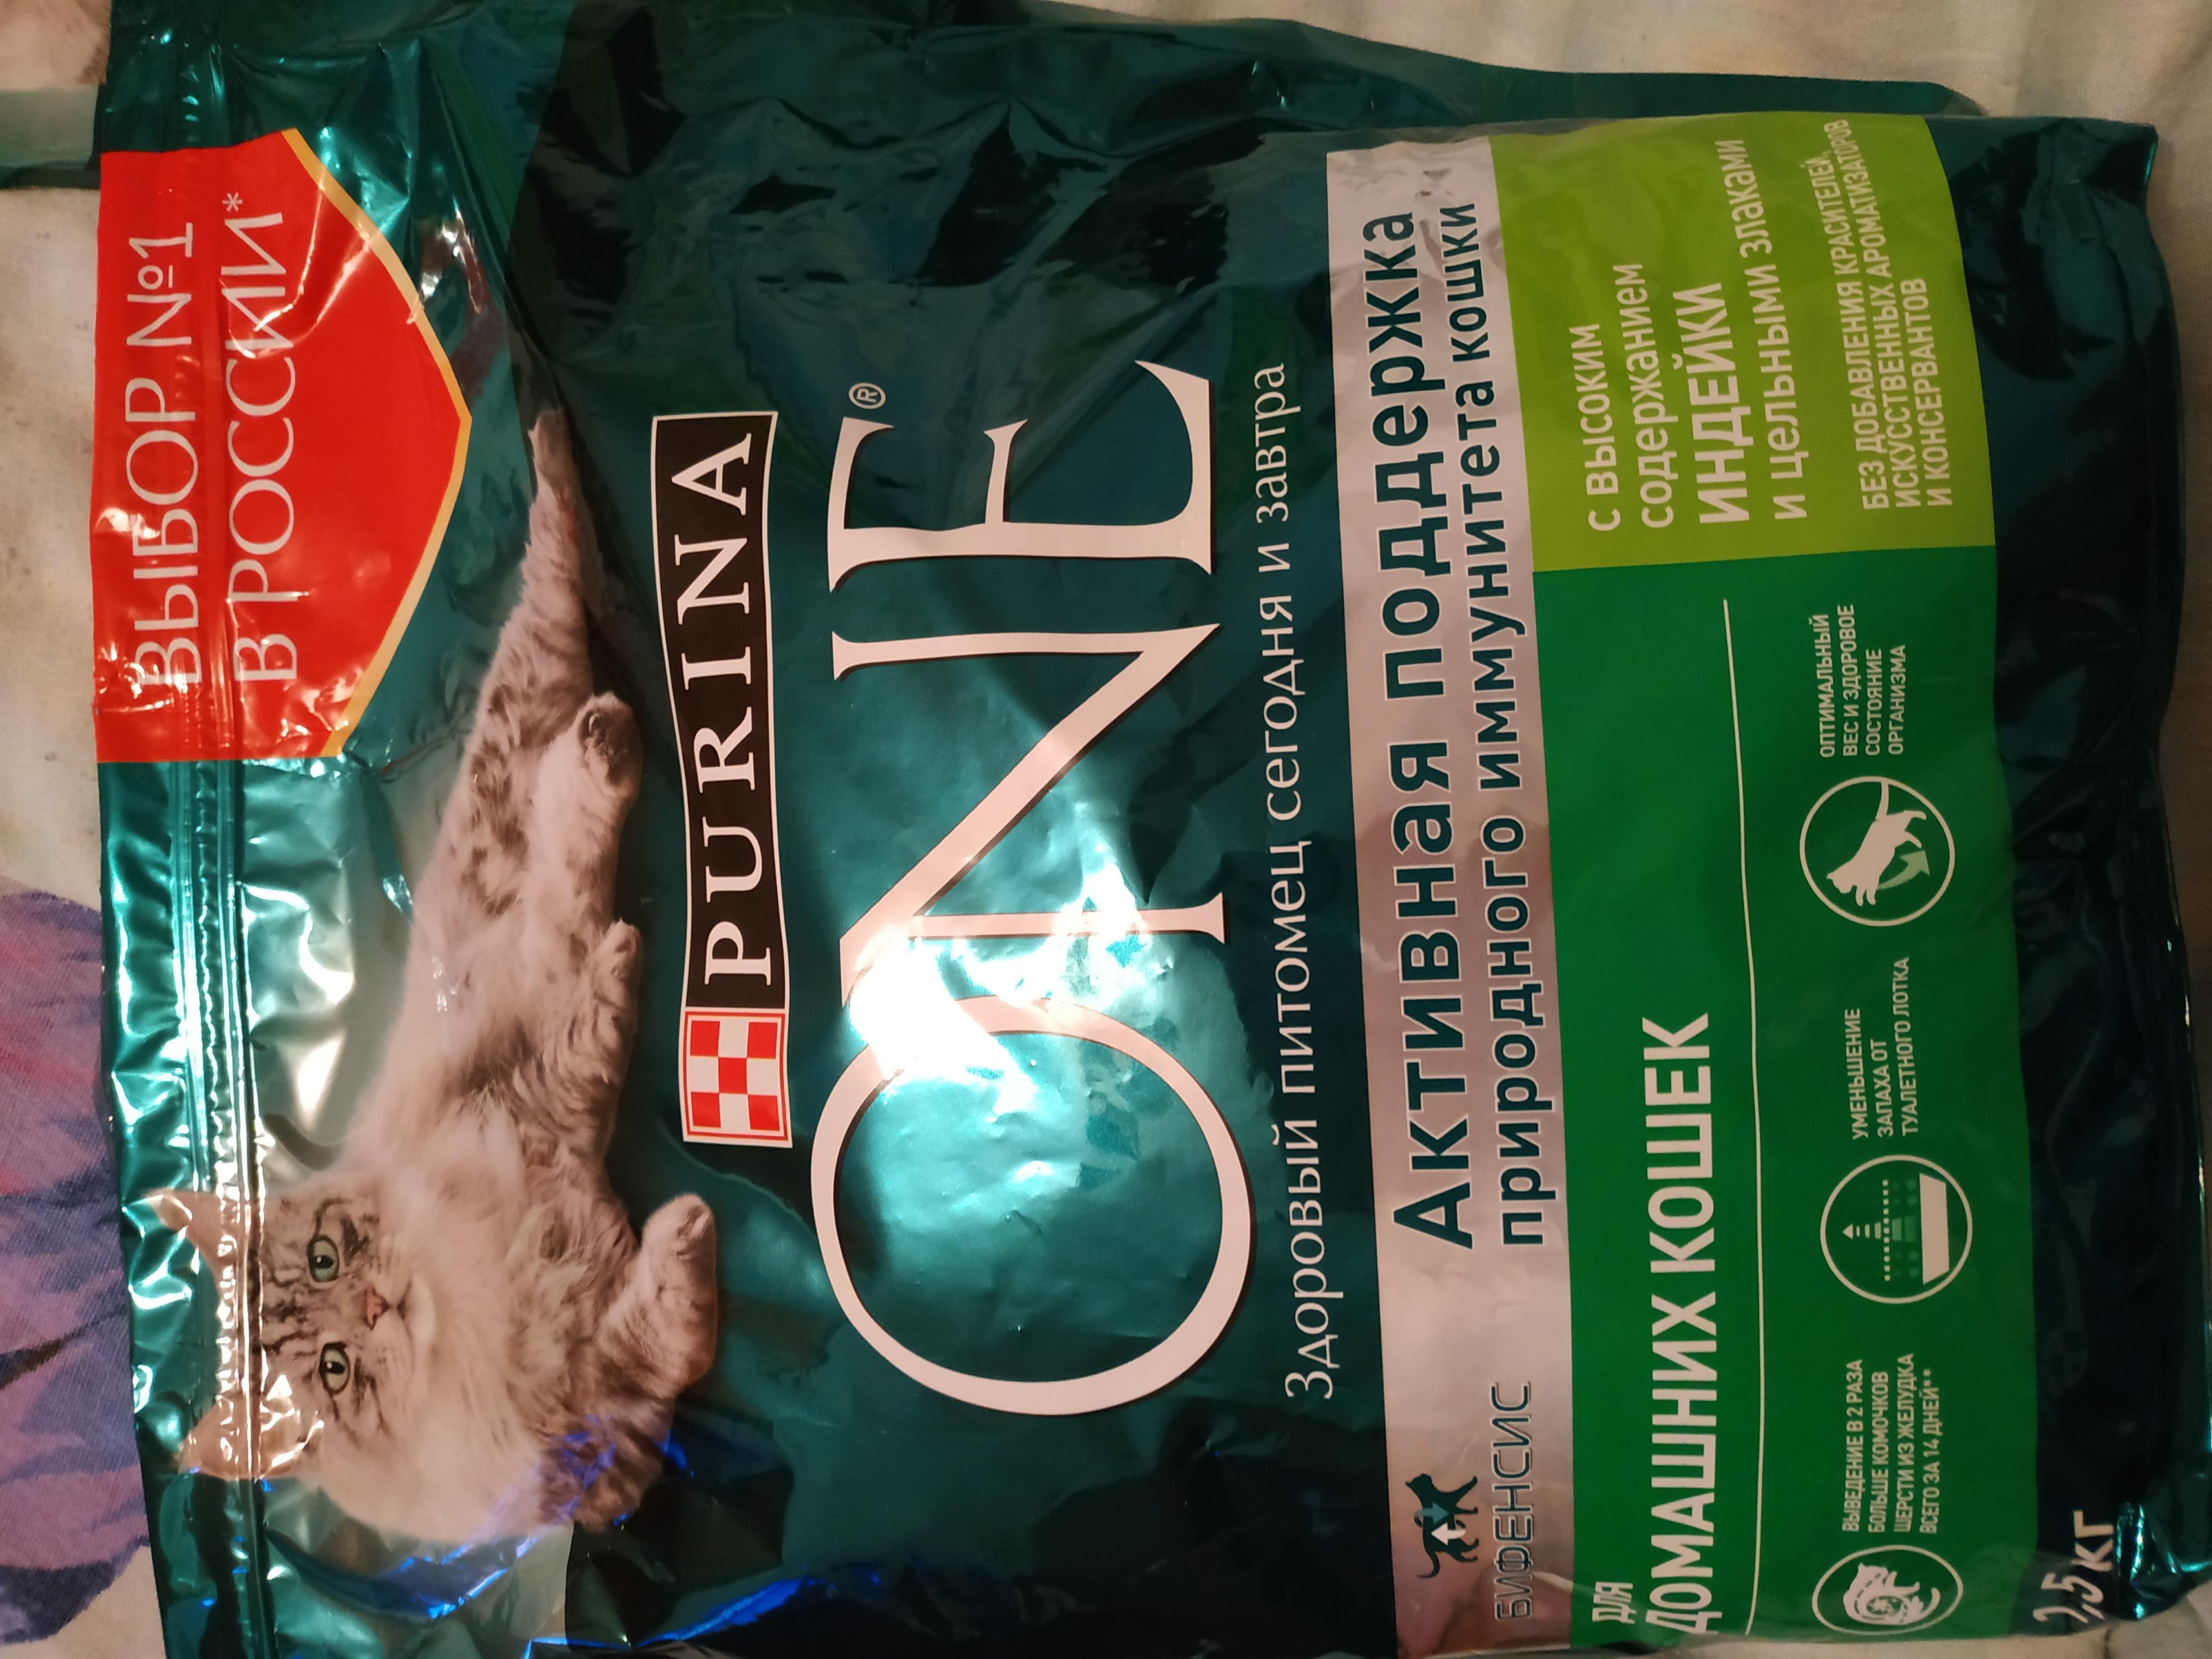 ВЫБОР №1
В РОССИИ*
PURINA
ONE®
Здоровый питомец сегодня и завтра
БИФЕНСИС
Активная поддержка
природного иммунитета кошки
для
ДОМАШНИХ КОШЕК
С ВЫСОКИМ
СОДЕРЖАНИЕМ
ИНДЕЙКИ
И ЦЕЛЬНЫМИ ЗЛАКАМИ
БЕЗ ДОБАВЛЕНИЯ КРАСИТЕЛЕЙ,
ИСКУССТВЕННЫХ АРОМАТИЗАТОРОВ
И КОНСЕРВАНТОВ
ВЫВЕДЕНИЕ В 2 РАЗА
БОЛЬШЕ КОМОЧКОВ
ШЕРСТИ ИЗ ЖЕЛУДКА
ВСЕГО ЗА 14 ДНЕЙ**
УМЕНЬШЕНИЕ
ЗАПАХА ОТ
ТУАЛЕТНОГО ЛОТКА
ОПТИМАЛЬНЫЙ
ВЕС И ЗДОРОВОЕ
СОСТОЯНИЕ
ОРГАНИЗМА
2,5 кг